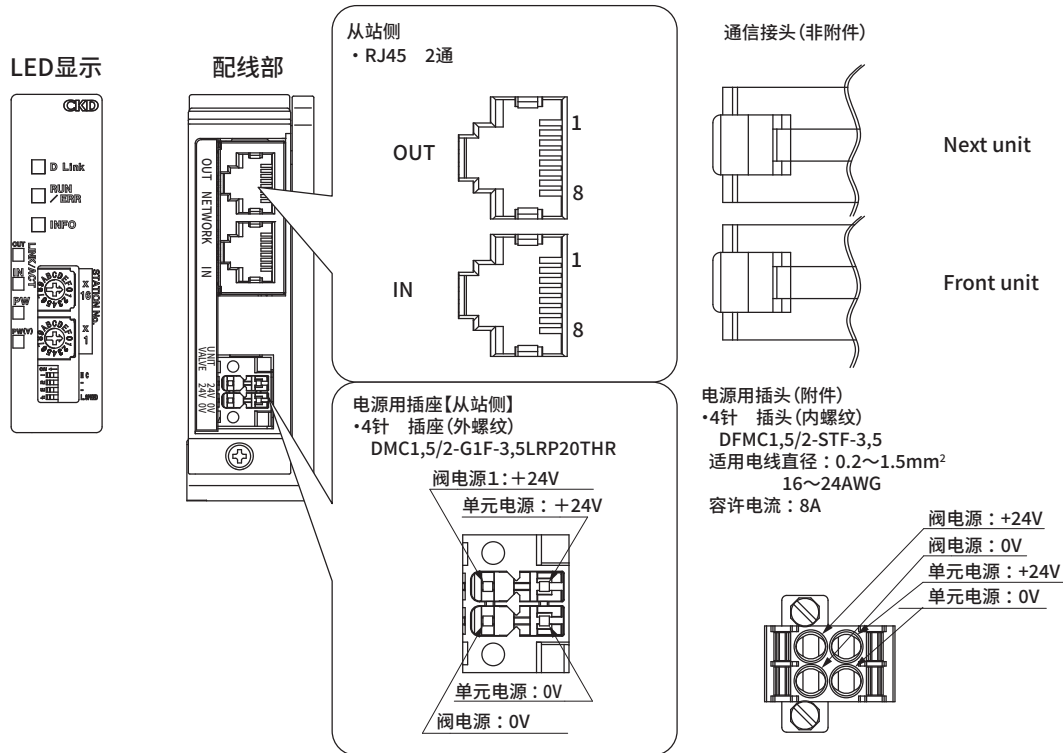 LED显示
CKD
D Link
RUN
/ERR
INFO
OUT
LINK/ACT
IN
PW
PW(V)
STATION No.
X
16
X
1
配线部
OUT NETWORK IN
UNIT 24V 0V
VALVE 24V 0V
从站侧
・RJ45 2通
OUT
1
8
IN
1
8
通信接头(非附件)
Next unit
Front unit
电源用插座【从站侧】
•4针 插座(外螺纹)
DMC1,5/2-G1F-3,5LRP20THR
阀电源1:+24V
单元电源:+24V
单元电源:0V
阀电源:0V
电源用插头(附件)
•4针 插头(内螺纹)
DFMC1,5/2-STF-3,5
适用电线直径:0.2~1.5mm²
16~24AWG
容许电流:8A
阀电源:+24V
阀电源:0V
单元电源:+24V
单元电源:0V